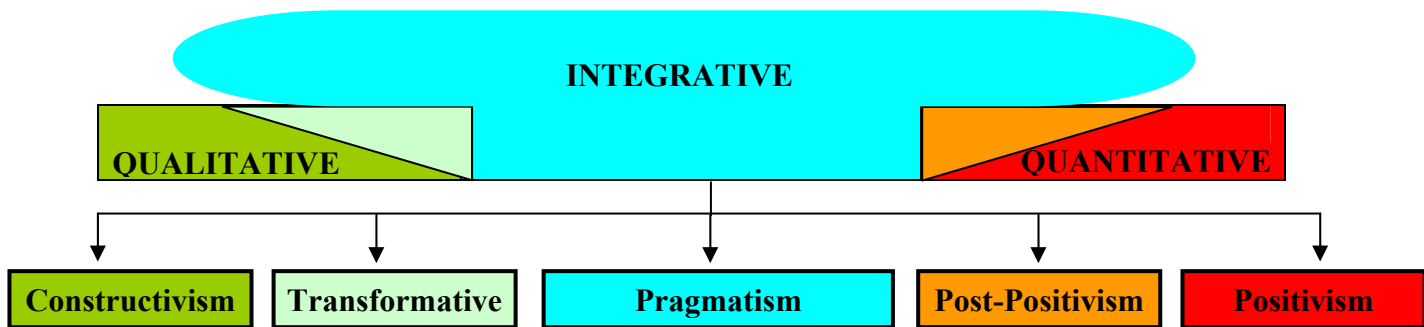 INTEGRATIVE
QUALITATIVE
QUANTITATIVE
Constructivism
Transformative
Pragmatism
Post-Positivism
Positivism